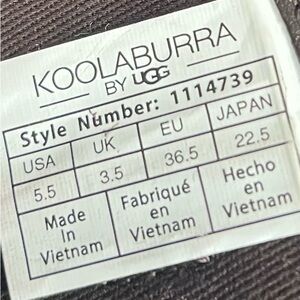 KOOLABURRA
BY UGG
Style Number: 1114739
USA UK EU JAPAN
5.5 3.5 36.5 22.5
Made Fabriqué Hecho
In en en
Vietnam Vietnam Vietnam